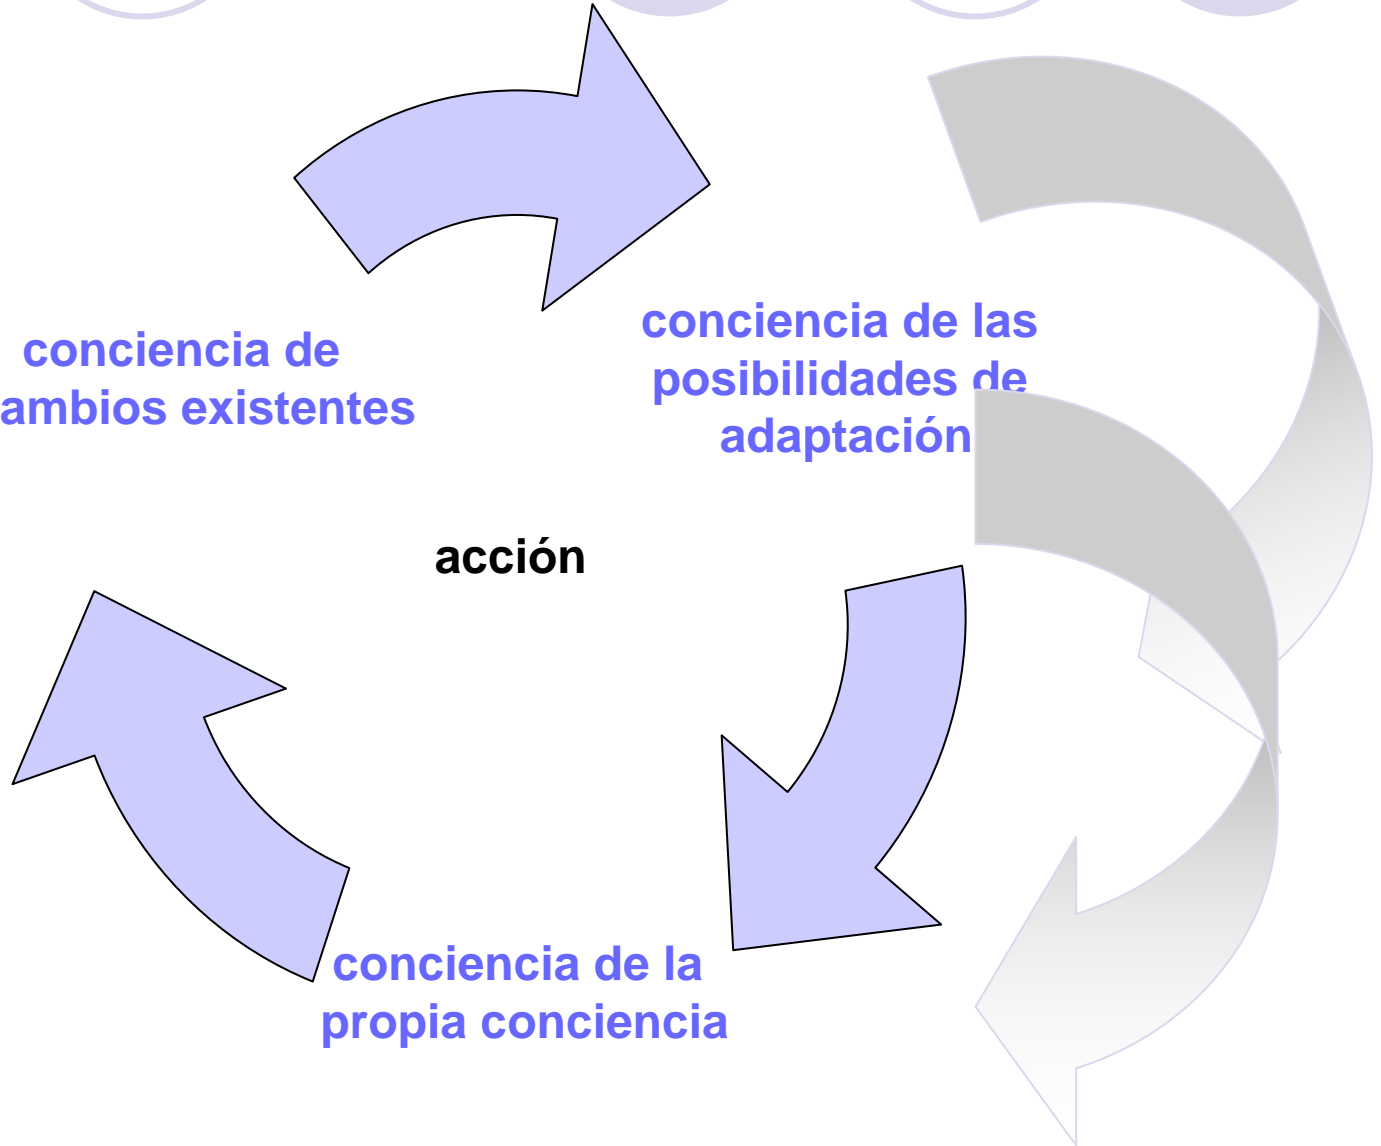 conciencia de
ambios existentes
conciencia de las
posibilidades de
adaptación
acción
conciencia de la
propia conciencia